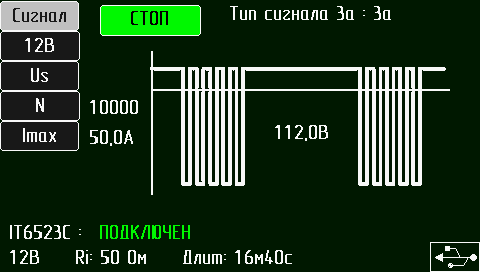 Сигнал
СТОП
Тип сигнала 3а : 3а
12В
Us
N 10000
Imax 50,0А
112,0В
IT6523C : ПОДКЛЮЧЕН
12В Ri: 50 Ом Длит: 16м40с